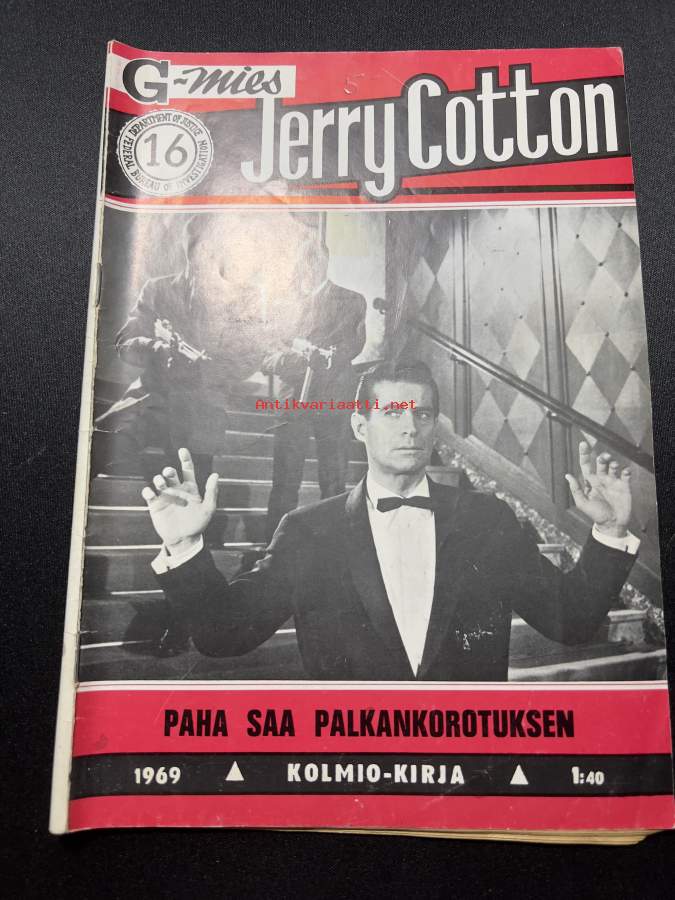 G-mies
Jerry Cotton
DEPARTMENT OF JUSTICE
16
FEDERAL BUREAU OF INVESTIGATION
Antikvariaatti.net
PAHA SAA PALKANKOROTUKSEN
1969 ▲ KOLMIO-KIRJA ▲ 1:40